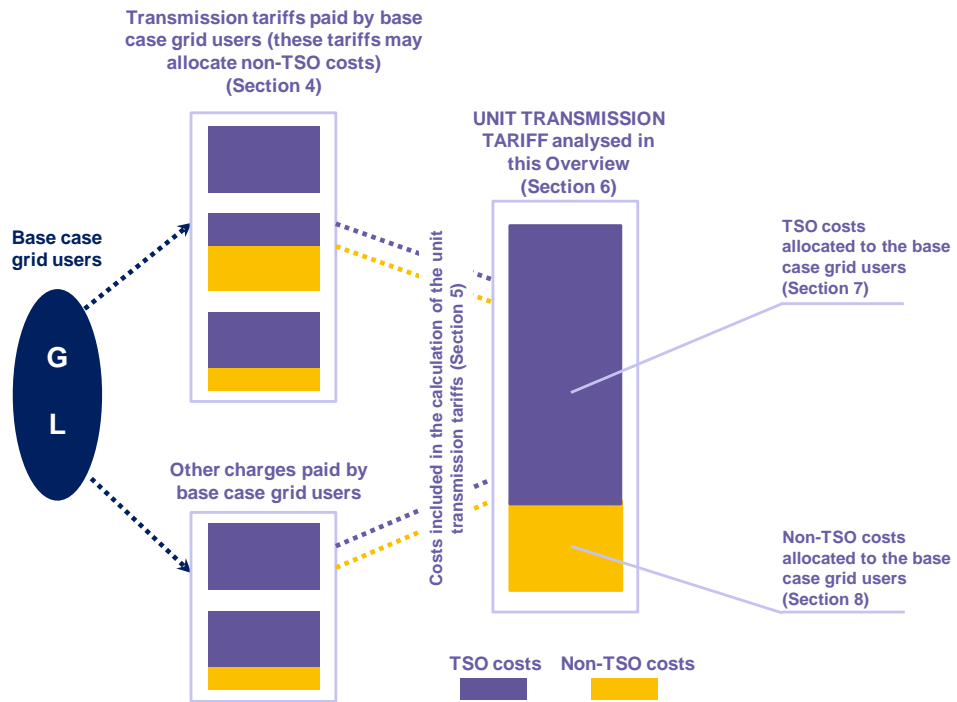 Transmission tariffs paid by base
case grid users (these tariffs may
allocate non-TSO costs)
(Section 4)
UNIT TRANSMISSION
TARIFF analysed in
this Overview
(Section 6)
Base case
grid users
G
L
Costs included in the calculation of the unit
transmission tariffs (Section 5)
TSO costs
allocated to the base
case grid users
(Section 7)
Other charges paid by
base case grid users
Non-TSO costs
allocated to the base
case grid users
(Section 8)
TSO costs
Non-TSO costs